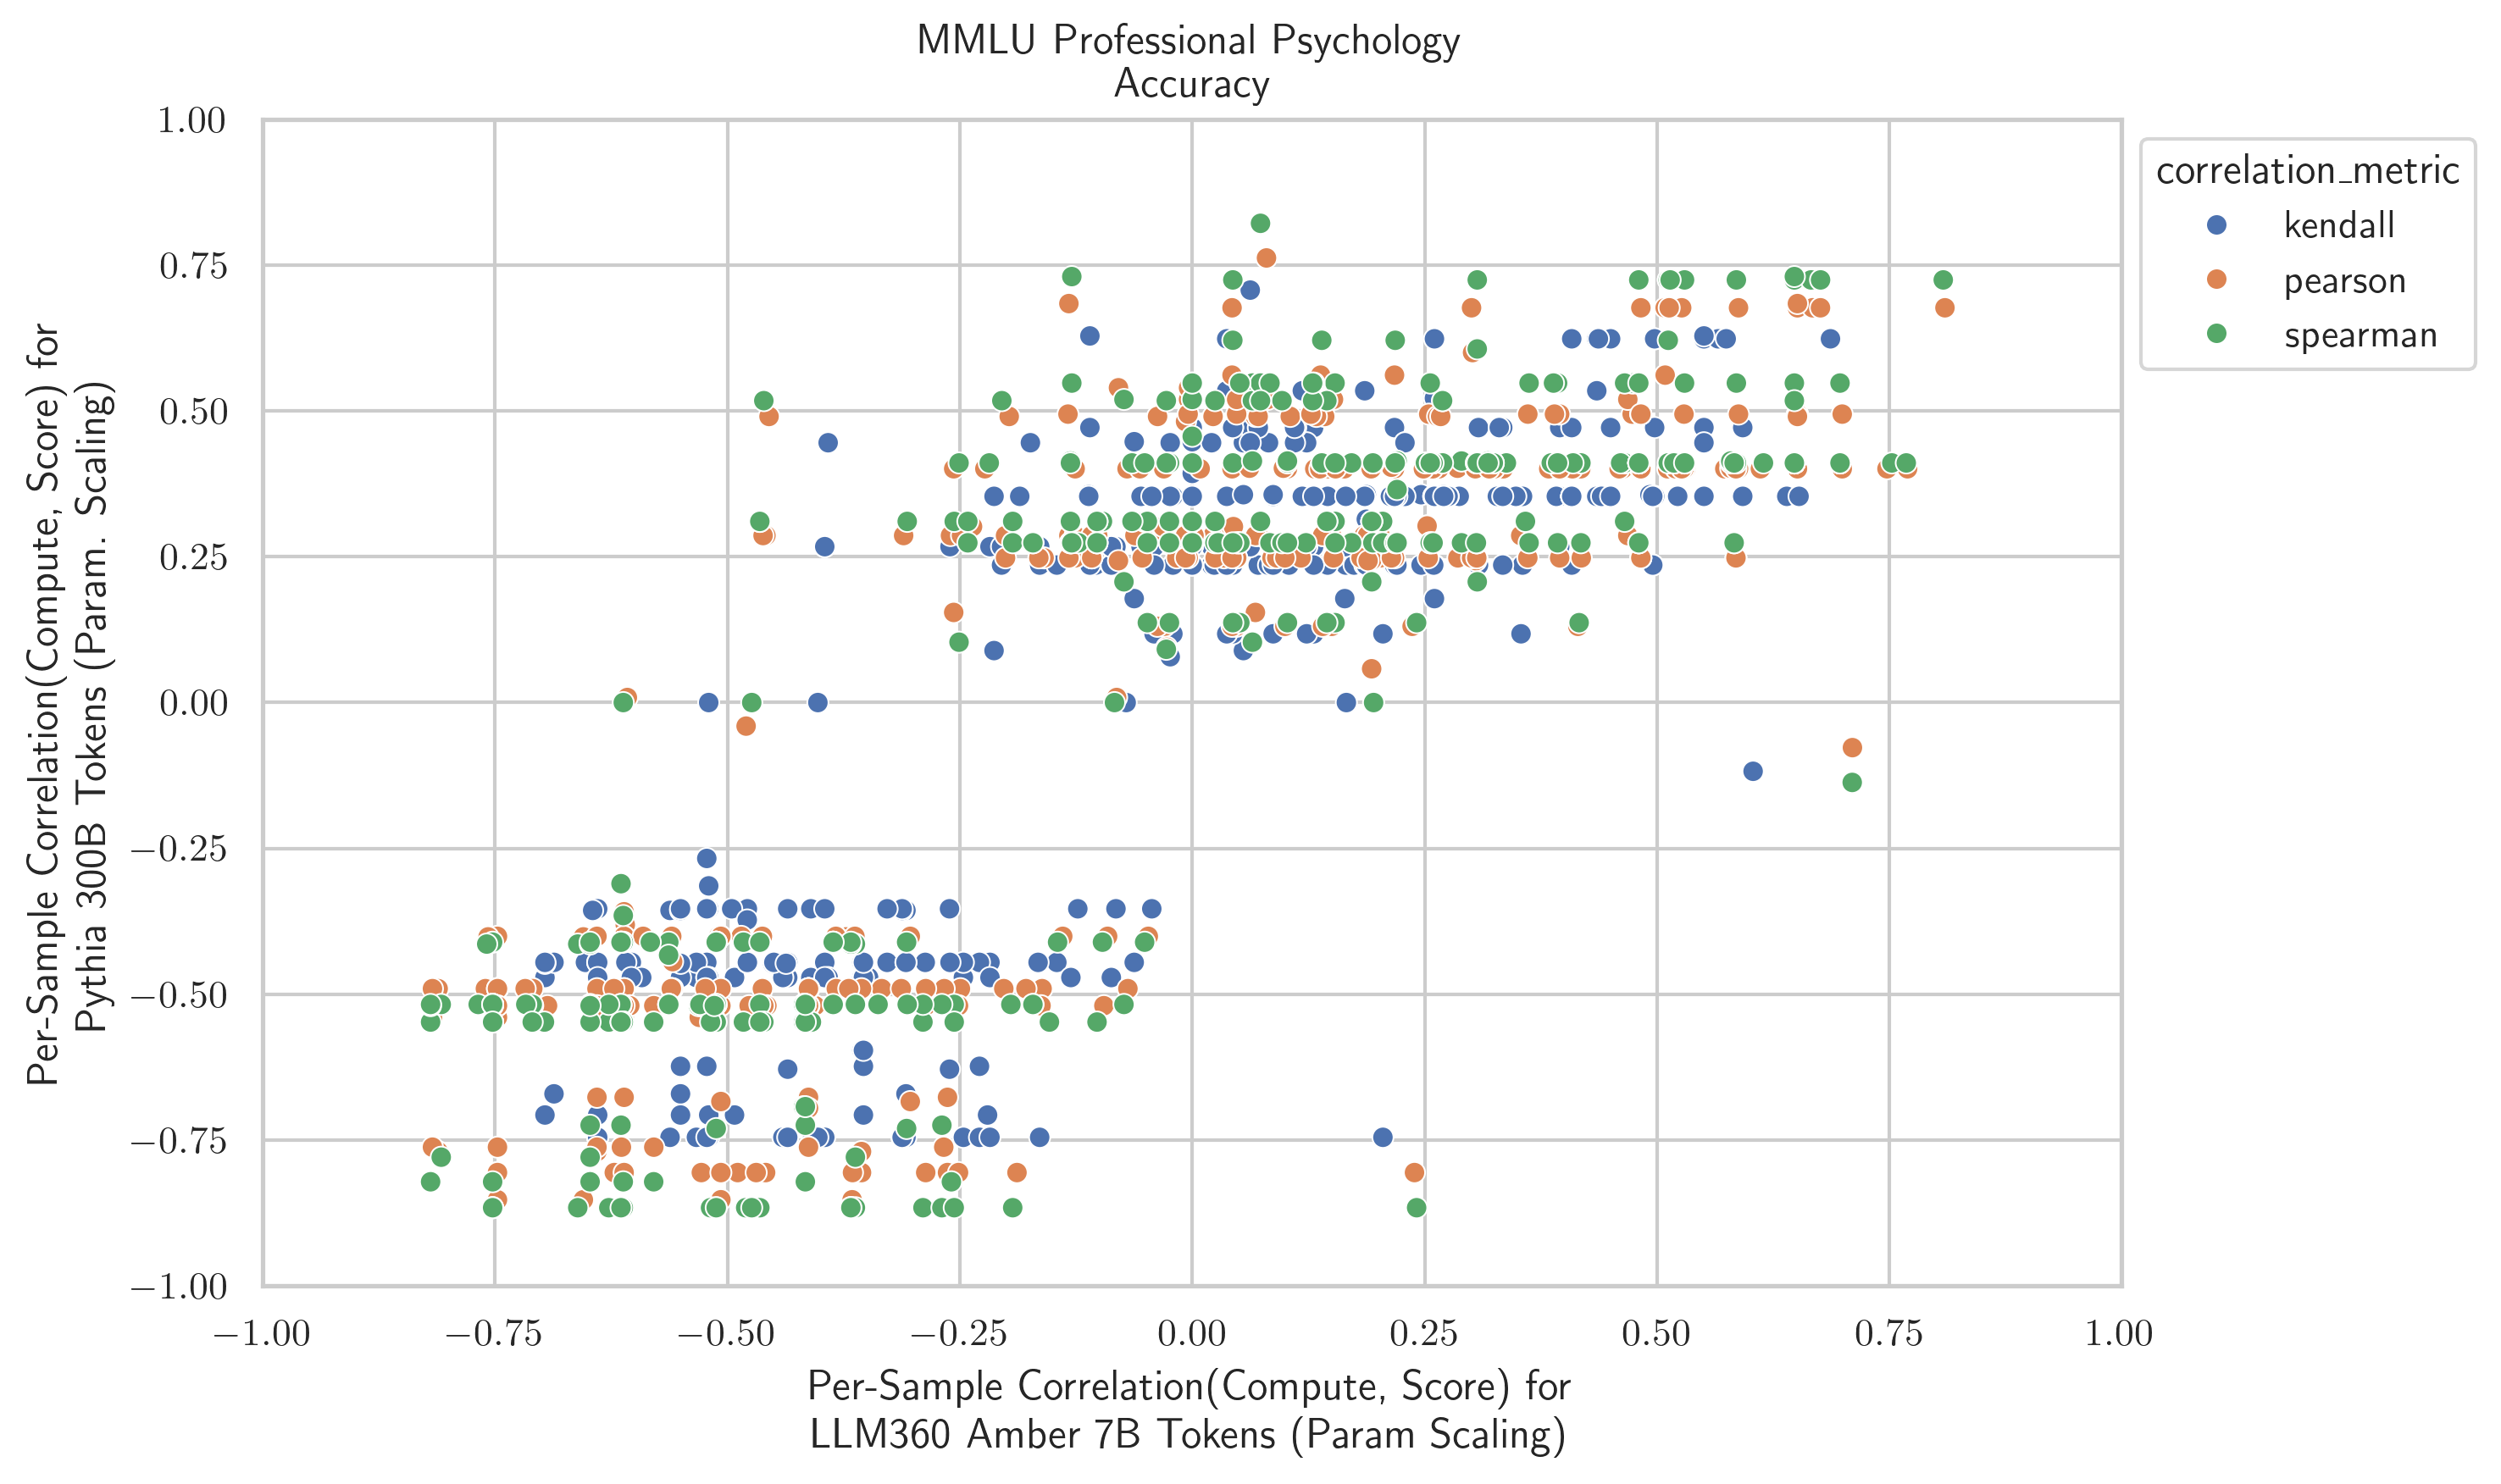 MMLU Professional Psychology
Accuracy
1.00
0.75
0.50
0.25
0.00
−0.25
−0.50
−0.75
−1.00
Per-Sample Correlation(Compute, Score) for
Pythia 300B Tokens (Param. Scaling)
−1.00 −0.75 −0.50 −0.25 0.00 0.25 0.50 0.75 1.00
Per-Sample Correlation(Compute, Score) for
LLM360 Amber 7B Tokens (Param Scaling)
correlation_metric
kendall
pearson
spearman